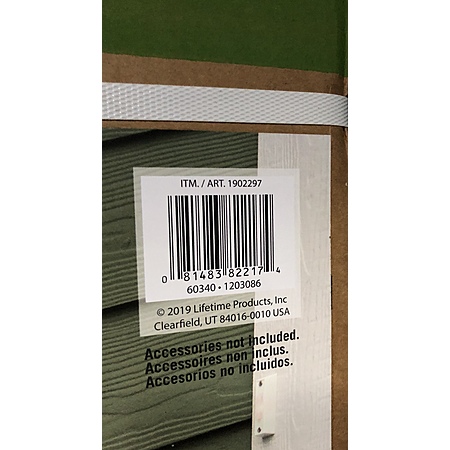 ITM. / ART. 1902297
0 81483 82217 4
60340 • 1203086
© 2019 Lifetime Products, Inc
Clearfield, UT 84016-0010 USA
Accessories not included.
Accessoires non inclus.
Accesorios no incluidos.